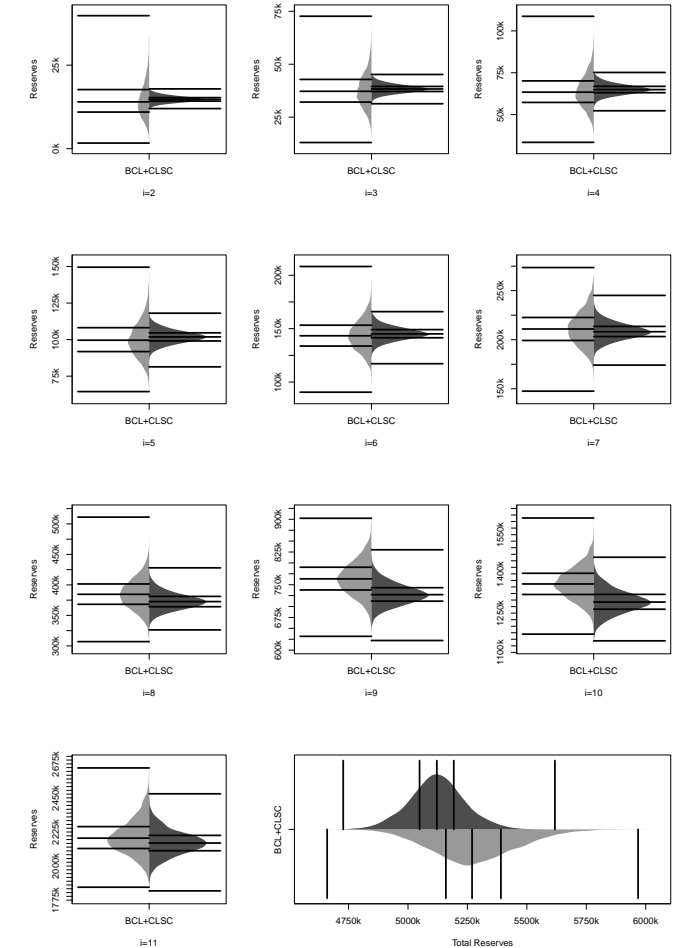 Reserves
0k 25k
BCL+CLSC
i=2
Reserves
25k 50k 75k
BCL+CLSC
i=3
Reserves
50k 75k 100k
BCL+CLSC
i=4
Reserves
75k 100k 125k 150k
BCL+CLSC
i=5
Reserves
100k 150k 200k
BCL+CLSC
i=6
Reserves
150k 200k 250k
BCL+CLSC
i=7
Reserves
300k 350k 400k 450k 500k
BCL+CLSC
i=8
Reserves
600k 675k 750k 825k 900k
BCL+CLSC
i=9
Reserves
1100k 1250k 1400k 1550k
BCL+CLSC
i=10
Reserves
1775k 2000k 2225k 2450k 2675k
BCL+CLSC
i=11
BCL+CLSC
4750k 5000k 5250k 5500k 5750k 6000k
Total Reserves